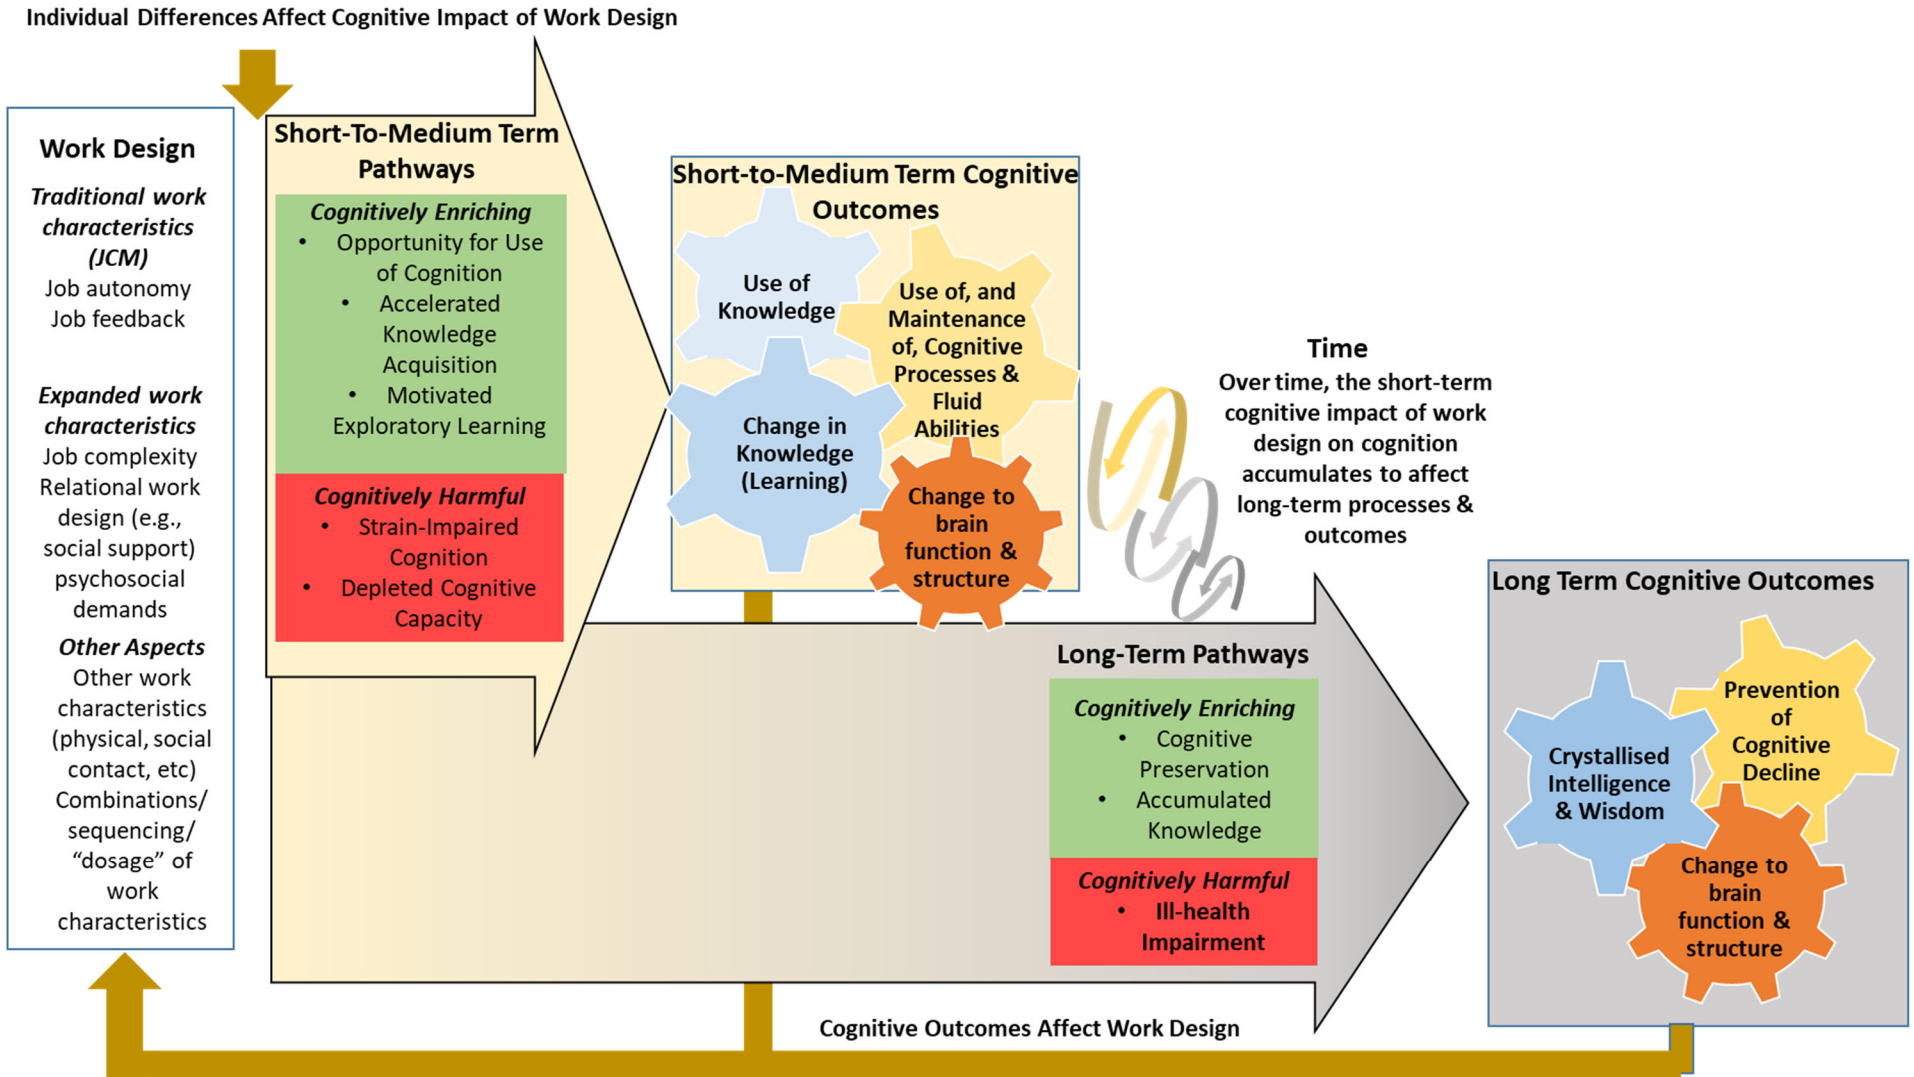 Individual Differences Affect Cognitive Impact of Work Design
Work Design
Traditional work
characteristics
(JCM)
Job autonomy
Job feedback
Expanded work
characteristics
Job complexity
Relational work
design (e.g.,
social support)
psychosocial
demands
Other Aspects
Other work
characteristics
(physical, social
contact, etc)
Combinations/
sequencing/
“dosage” of
work
characteristics
Short-To-Medium Term
Pathways
Cognitively Enriching
• Opportunity for Use
of Cognition
• Accelerated
Knowledge
Acquisition
• Motivated
Exploratory Learning
Cognitively Harmful
• Strain-Impaired
Cognition
• Depleted Cognitive
Capacity
Short-to-Medium Term Cognitive
Outcomes
Use of
Knowledge
Use of, and
Maintenance
of, Cognitive
Processes &
Fluid
Abilities
Change in
Knowledge
(Learning)
Change to
brain
function &
structure
Time
Over time, the short-term
cognitive impact of work
design on cognition
accumulates to affect
long-term processes &
outcomes
Long-Term Pathways
Cognitively Enriching
• Cognitive
Preservation
• Accumulated
Knowledge
Cognitively Harmful
• Ill-health
Impairment
Long Term Cognitive Outcomes
Prevention
of
Cognitive
Decline
Crystallised
Intelligence
& Wisdom
Change to
brain
function &
structure
Cognitive Outcomes Affect Work Design